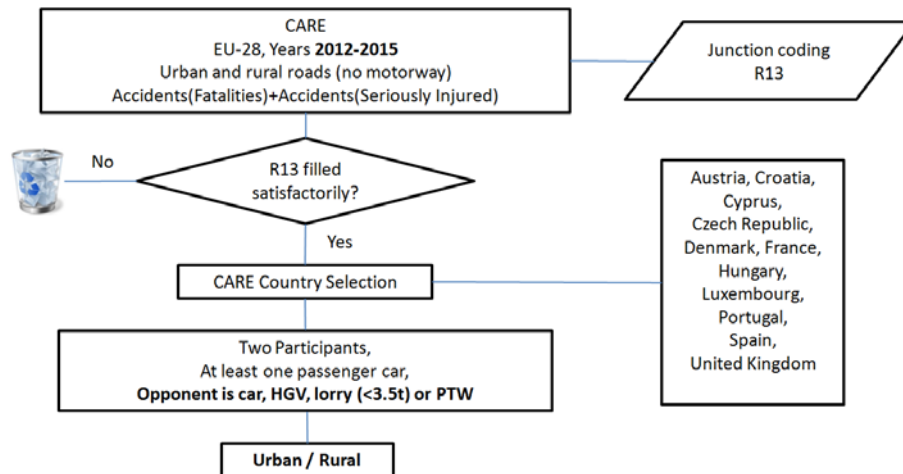 CARE
EU-28, Years 2012-2015
Urban and rural roads (no motorway)
Accidents(Fatalities)+Accidents(Seriously Injured)
Junction coding
R13
No
R13 filled
satisfactorily?
Yes
CARE Country Selection
Austria, Croatia,
Cyprus,
Czech Republic,
Denmark, France,
Hungary,
Luxembourg,
Portugal,
Spain,
United Kingdom
Two Participants,
At least one passenger car,
Opponent is car, HGV, lorry (<3.5t) or PTW
Urban / Rural